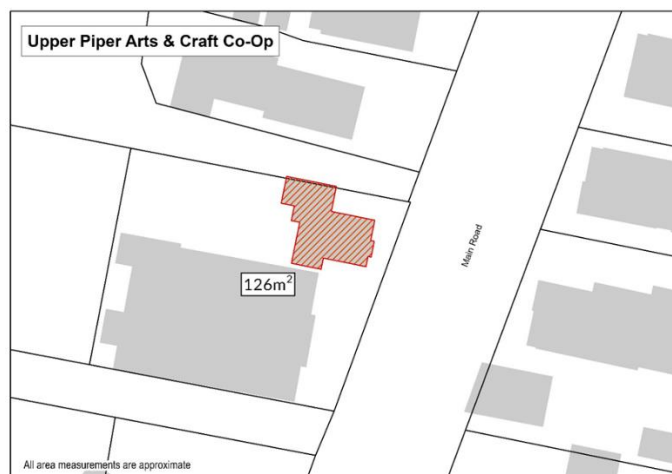 Upper Piper Arts & Craft Co-Op
Main Road
126m²
All area measurements are approximate